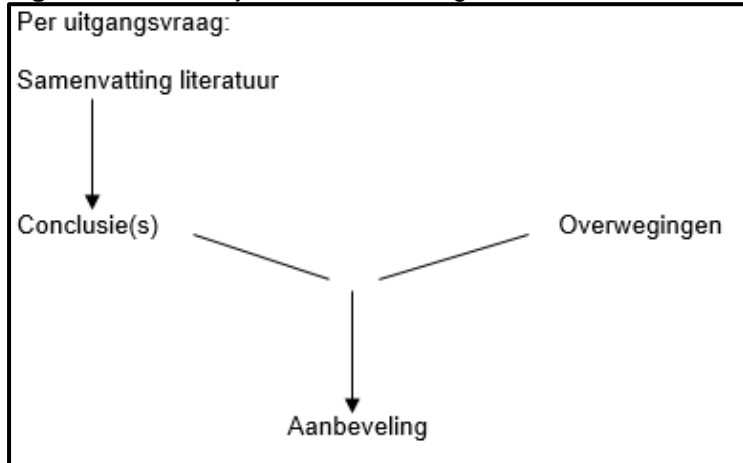 Per uitgangsvraag:
Samenvatting literatuur
Conclusie(s)
Overwegingen
Aanbeveling